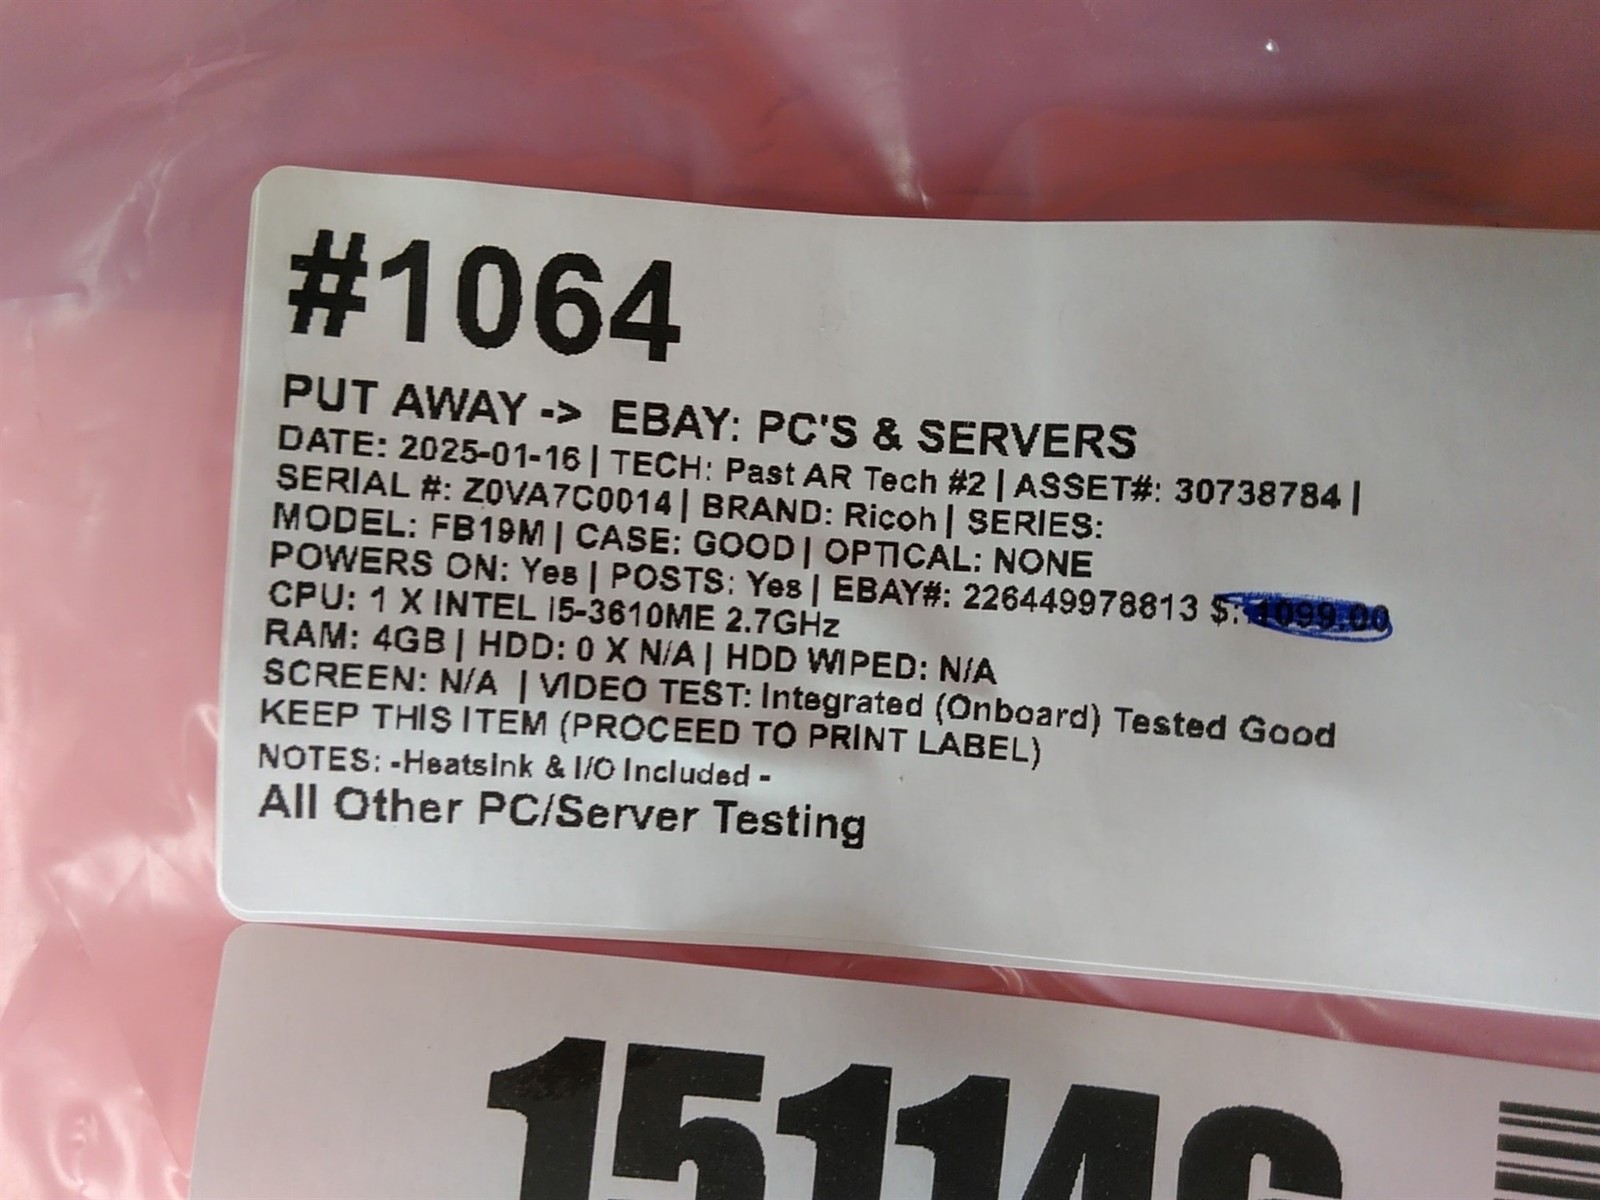 #1064
PUT AWAY -> EBAY: PC'S & SERVERS
DATE: 2025-01-16 | TECH: Past AR Tech #2 | ASSET#: 30738784 |
SERIAL #: Z0VA7C0014 | BRAND: Ricoh | SERIES:
MODEL: FB19M | CASE: GOOD | OPTICAL: NONE
POWERS ON: Yes | POSTS: Yes | EBAY#: 226449978813 $: 1099.00
CPU: 1 X INTEL i5-3610ME 2.7GHz
RAM: 4GB | HDD: 0 X N/A | HDD WIPED: N/A
SCREEN: N/A | VIDEO TEST: Integrated (Onboard) Tested Good
KEEP THIS ITEM (PROCEED TO PRINT LABEL)
NOTES: -Heatsink & I/O Included -
All Other PC/Server Testing